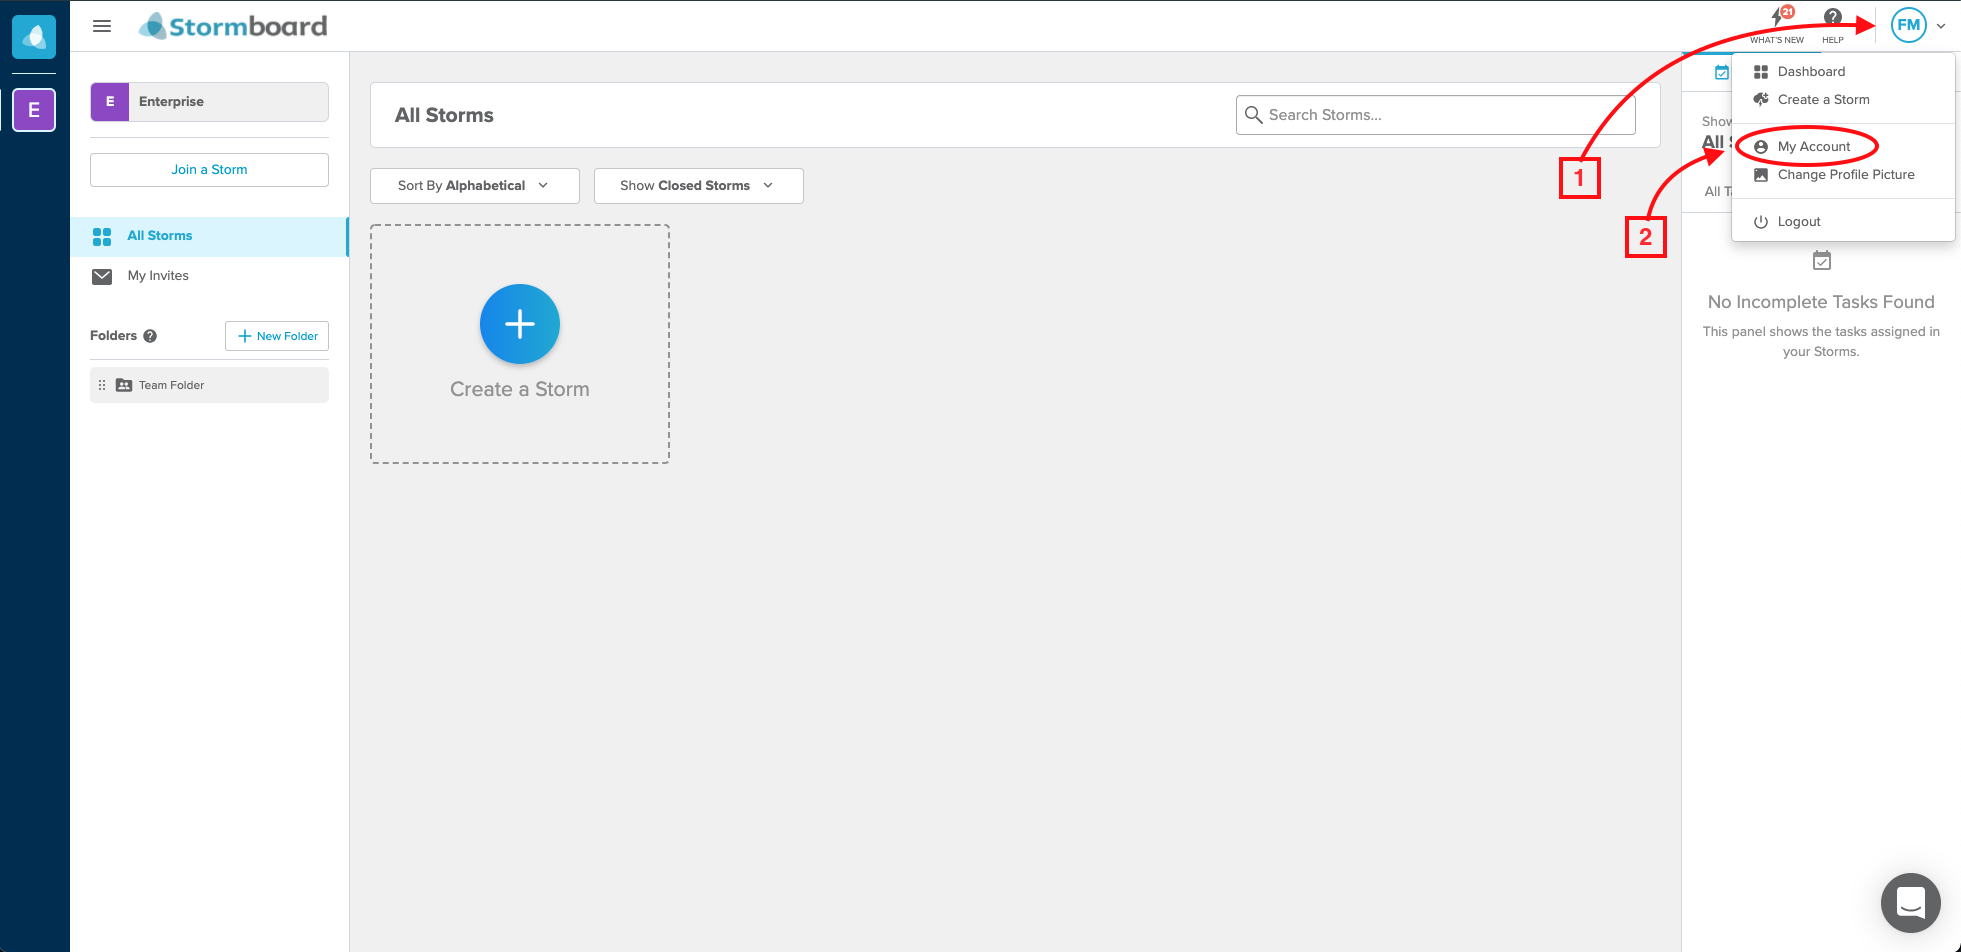 Stormboard
21
WHAT'S NEW
HELP
FM
E
E
Enterprise
Join a Storm
All Storms
My Invites
Folders
New Folder
Team Folder
All Storms
Search Storms...
Sort By Alphabetical
Show Closed Storms
Create a Storm
1
2
Dashboard
Create a Storm
My Account
Change Profile Picture
Logout
Show
All
All
No Incomplete Tasks Found
This panel shows the tasks assigned in
your Storms.